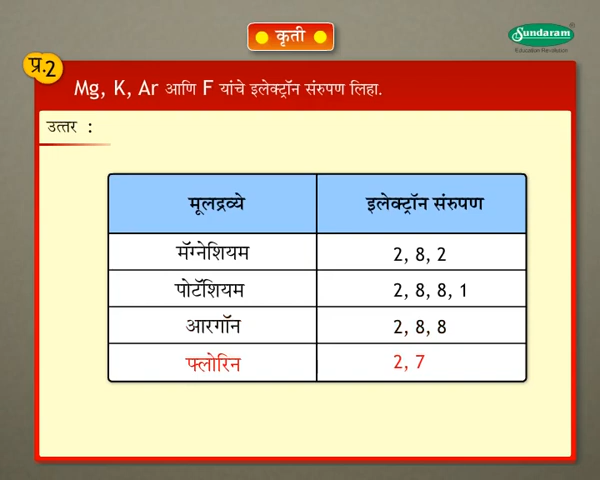 कृती
Sundaram
Education Revolution
प्र.2
Mg, K, Ar आणि F यांचे इलेक्ट्रॉन संरुपण लिहा.
उत्तर :
मूलद्रव्ये इलेक्ट्रॉन संरुपण
मॅग्नेशियम 2, 8, 2
पोटॅशियम 2, 8, 8, 1
आरगॉन 2, 8, 8
फ्लोरिन 2, 7